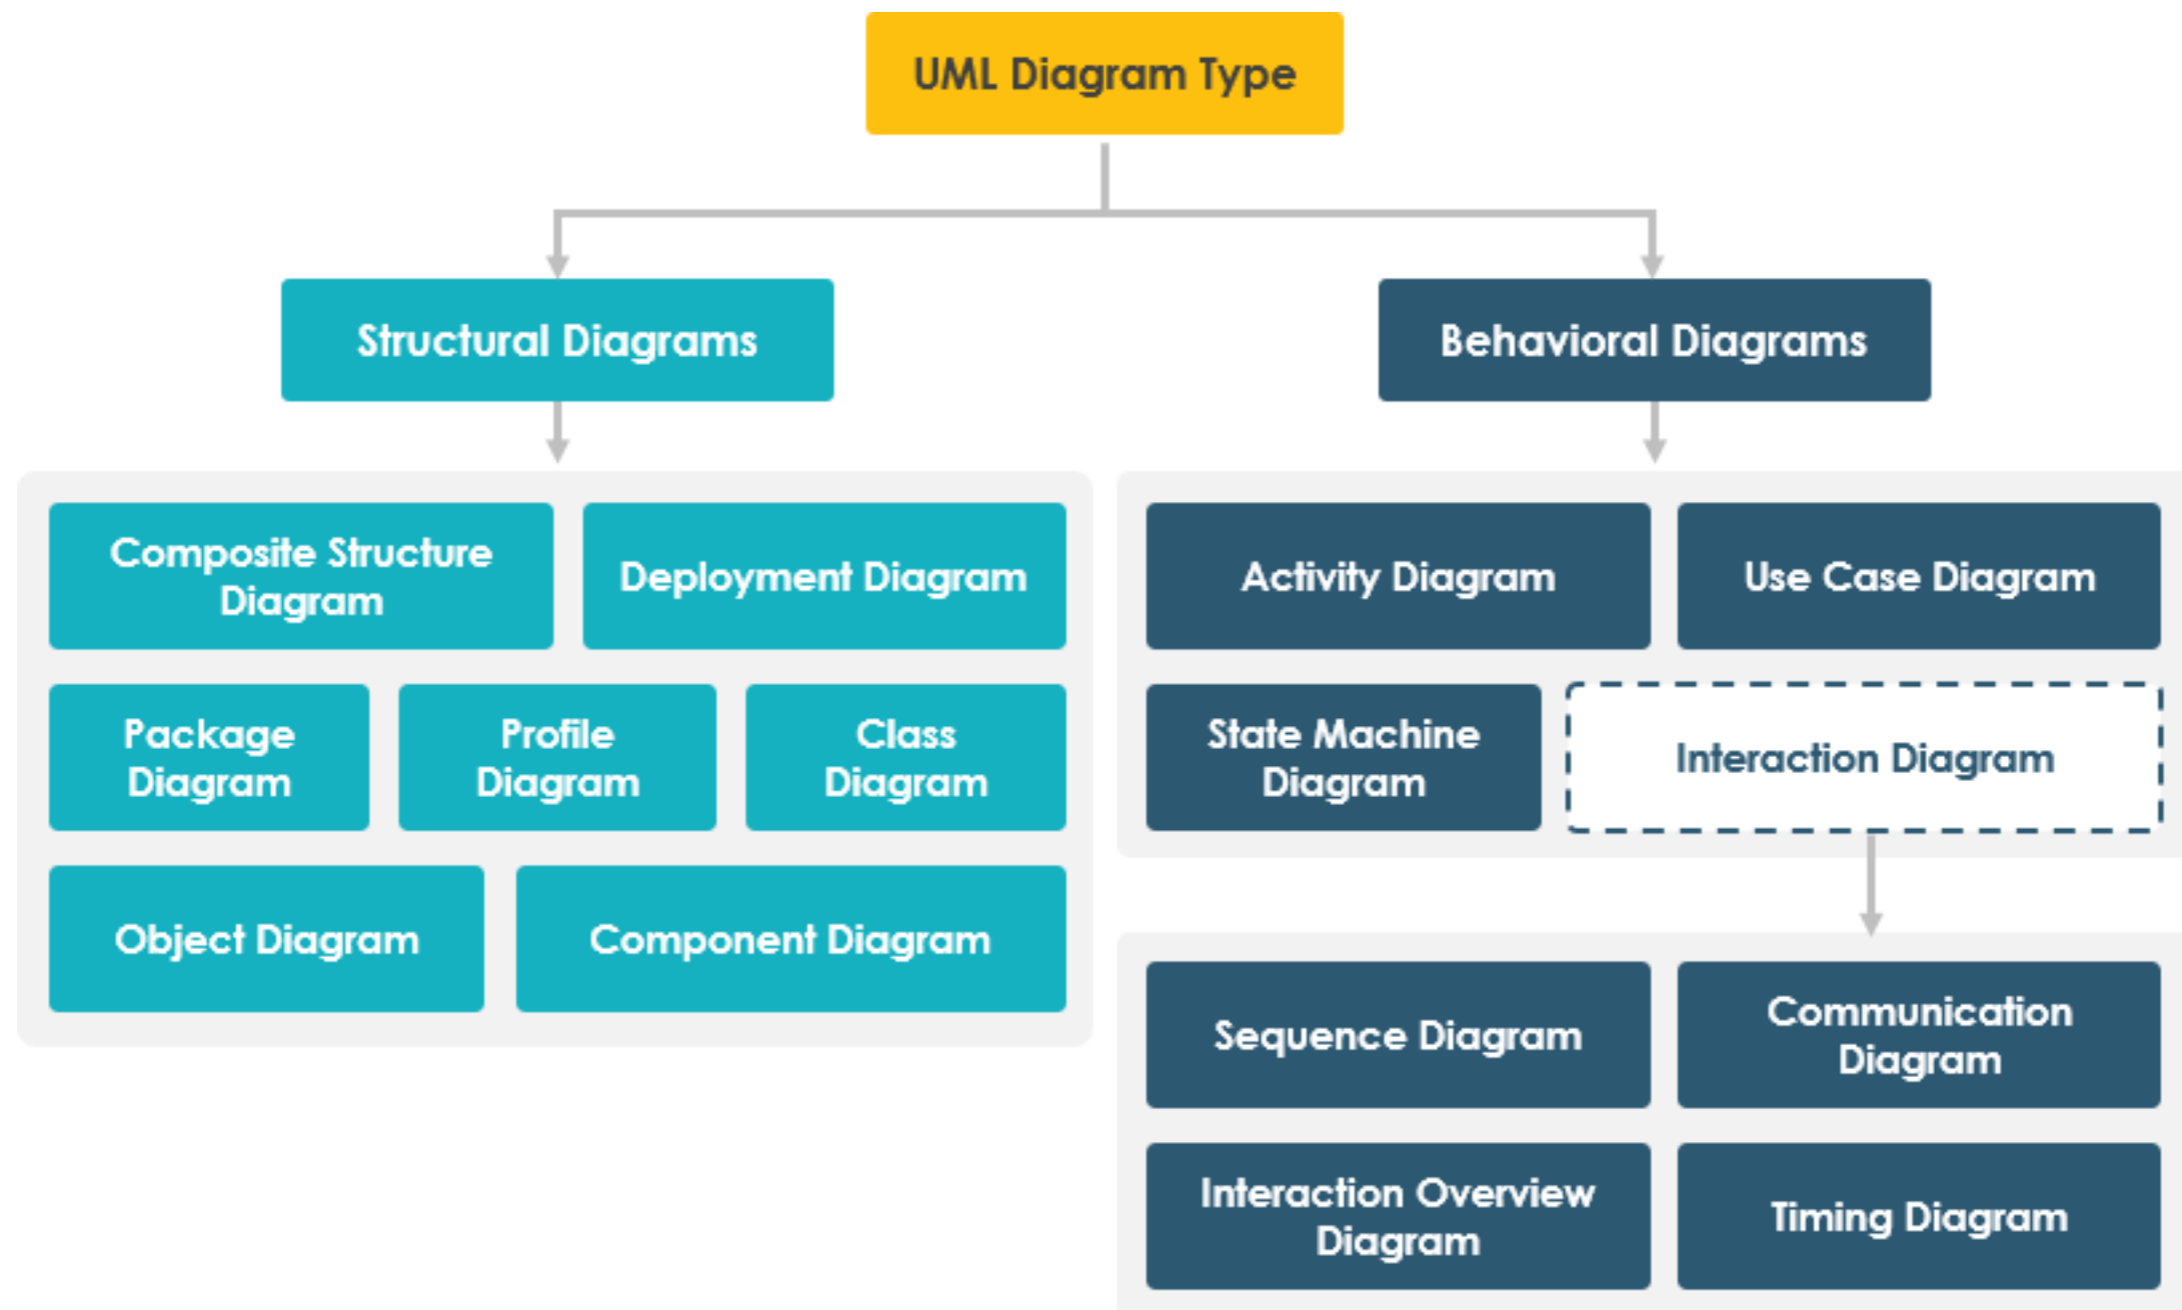 UML Diagram Type
Structural Diagrams
Behavioral Diagrams
Composite Structure
Diagram
Deployment Diagram
Package
Diagram
Profile
Diagram
Class
Diagram
Object Diagram
Component Diagram
Activity Diagram
Use Case Diagram
State Machine
Diagram
Interaction Diagram
Sequence Diagram
Communication
Diagram
Interaction Overview
Diagram
Timing Diagram